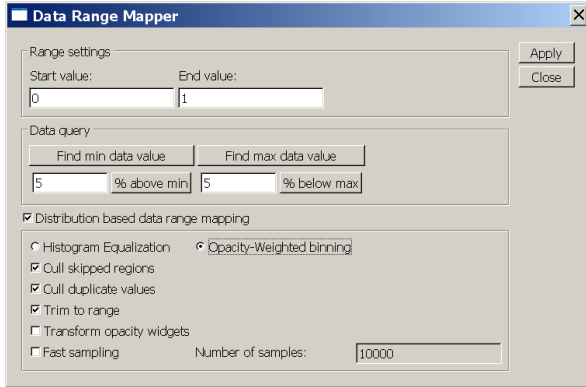 Data Range Mapper
Range settings
Apply
Start value: End value:
Close
0 1
Data query
Find min data value Find max data value
5 % above min 5 % below max
Distribution based data range mapping
Histogram Equalization Opacity-Weighted binning
Cull skipped regions
Cull duplicate values
Trim to range
Transform opacity widgets
Fast sampling Number of samples: 10000